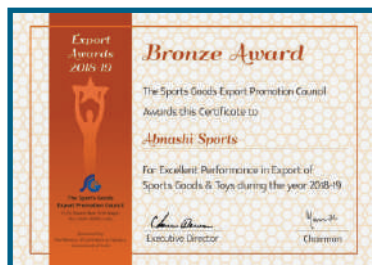 Export
Awards
2018-19
Bronze Award
The Sports Goods Export Promotion Council
Awards this Certificate to
Abnashi Sports
For Excellent Performance in Export of
Sports Goods & Toys during the year 2018-19
The Sports Goods
Export Promotion Council
Executive Director
Chairman